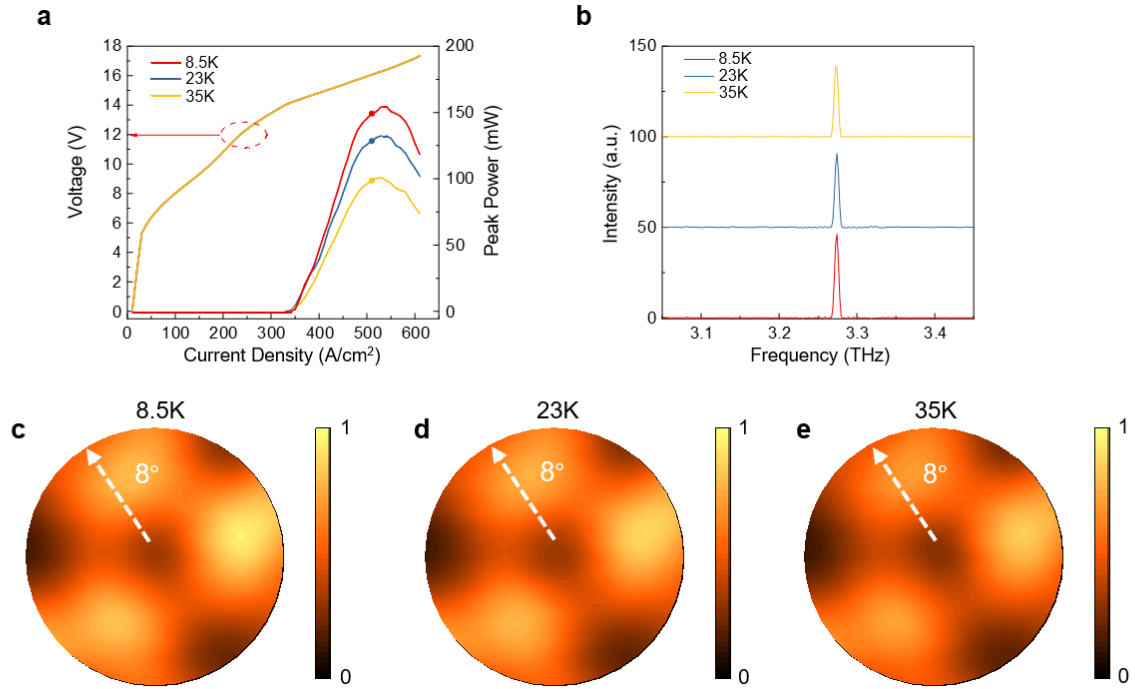 a
18
16
14
12
10
8
6
4
2
0
Voltage (V)
8.5K
23K
35K
200
150
100
50
0
Peak Power (mW)
0 100 200 300 400 500 600
Current Density (A/cm²)
b
150
100
50
0
Intensity (a.u.)
8.5K
23K
35K
3.1 3.2 3.3 3.4
Frequency (THz)
c
8.5K
8°
1
0
d
23K
8°
1
0
e
35K
8°
1
0